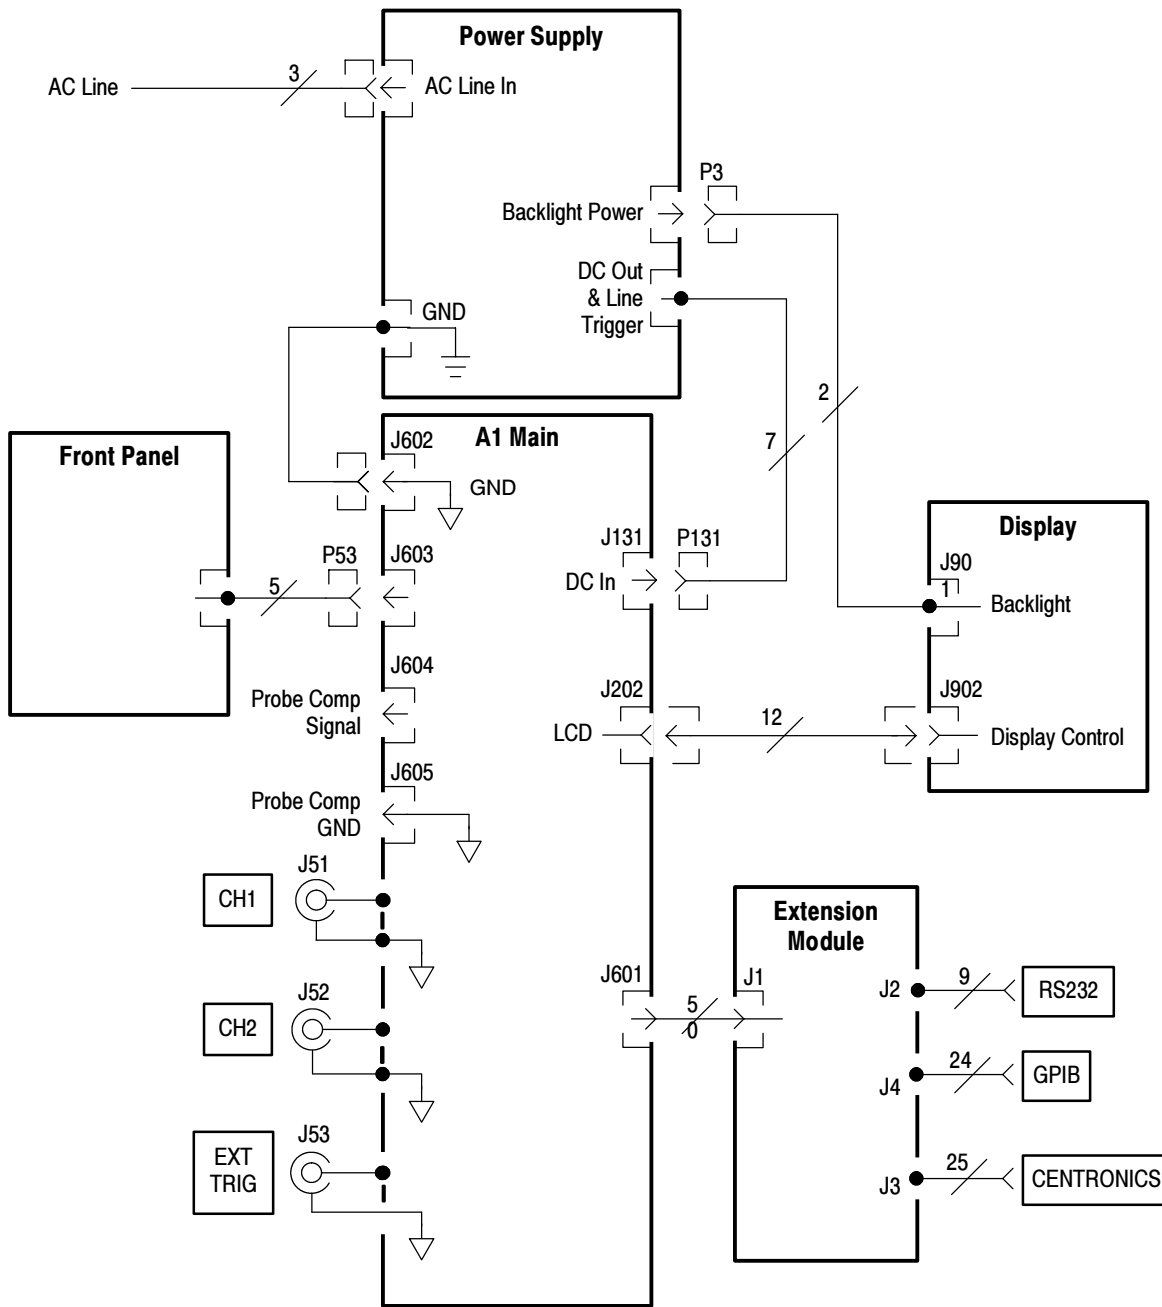 Power Supply
AC Line
3
AC Line In
P3
Backlight Power
DC Out
& Line
Trigger
GND
2
7
Front Panel
A1 Main
J602
GND
Display
P53
J603
5
J131
P131
DC In
J90
1
Backlight
J604
Probe Comp
Signal
J202
LCD
12
J902
Display Control
J605
Probe Comp
GND
J51
CH1
Extension
Module
J601
5
0
J1
J2
9
RS232
J52
CH2
J4
24
GPIB
J53
EXT
TRIG
J3
25
CENTRONICS